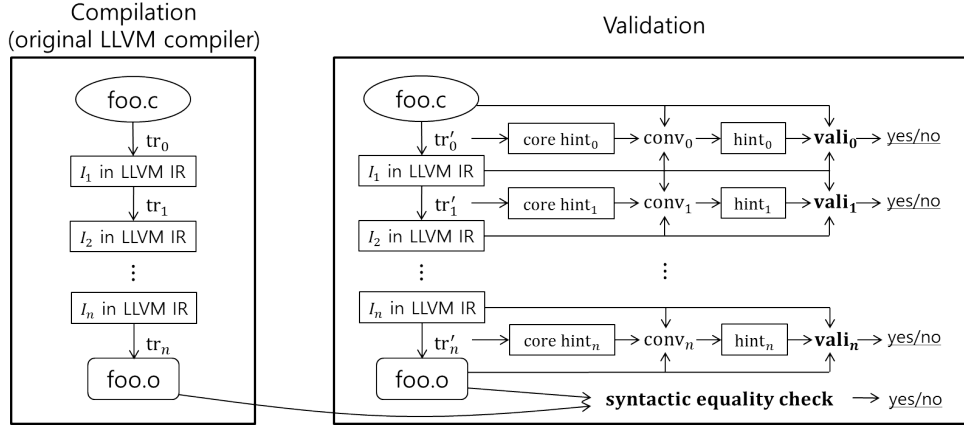 Compilation
(original LLVM compiler)
foo.c
tr₀
I₁ in LLVM IR
tr₁
I₂ in LLVM IR
⋮
Iₙ in LLVM IR
trₙ
foo.o
Validation
foo.c
tr′₀ core hint₀ conv₀ hint₀ vali₀ yes/no
I₁ in LLVM IR
tr′₁ core hint₁ conv₁ hint₁ vali₁ yes/no
I₂ in LLVM IR
⋮ ⋮
Iₙ in LLVM IR
tr′ₙ core hintₙ convₙ hintₙ valiₙ yes/no
foo.o
syntactic equality check yes/no